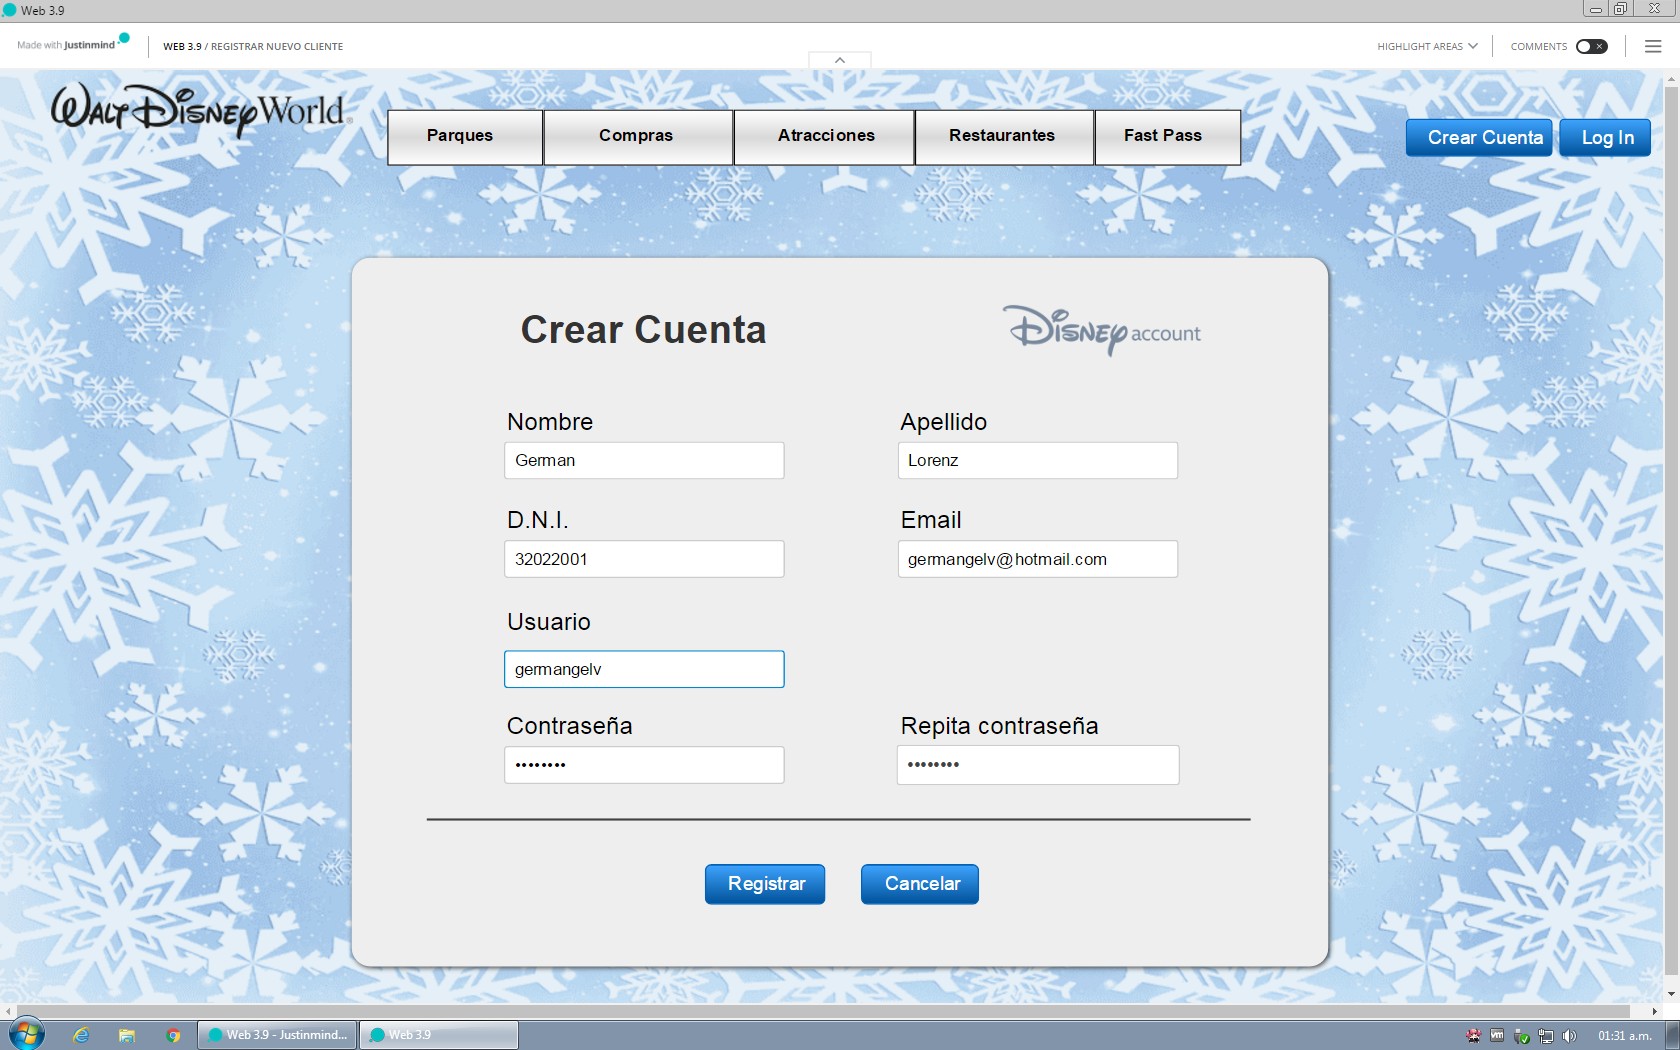 Web 3.9
Made with Justinmind
WEB 3.9 / REGISTRAR NUEVO CLIENTE
HIGHLIGHT AREAS
COMMENTS
Walt Disney World
Parques
Compras
Atracciones
Restaurantes
Fast Pass
Crear Cuenta
Log In
Crear Cuenta
Disney account
Nombre
Apellido
German
Lorenz
D.N.I.
Email
32022001
germangelv@hotmail.com
Usuario
germangelv
Contraseña
Repita contraseña
••••••••
••••••••
Registrar
Cancelar
Web 3.9 - Justinmind...
Web 3.9
vm
01:31 a.m.